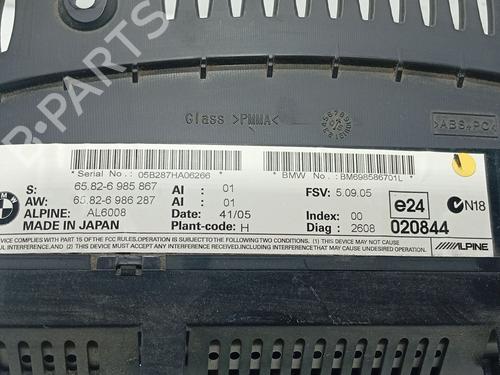 B-PARTS
Glass >PMMA<
>ABS+PC<
* Serial No.: 05B287HA06266 *
* BMW No.: BM698586701L *
S: 65.82-6 985 867 AI : 01 FSV: 5.09.05
AW: 65.82-6 986 287 AI : 01
ALPINE: AL6008 Date: 41/05 Index: 00
MADE IN JAPAN Plant-code: H Diag : 2608
e24
020844
N18
ALPINE
COMPLIES WITH PART 15 OF THE FCC RULES. OPERATION IS SUBJECT TO THE FOLLOWING TWO CONDITIONS: (1) THIS DEVICE MAY NOT CAUSE
HARMFUL INTERFERENCE, AND (2) THIS DEVICE MUST ACCEPT ANY INTERFERENCE RECEIVED, INCLUDING INTERFERENCE
THAT MAY CAUSE UNDESIRED OPERATION.